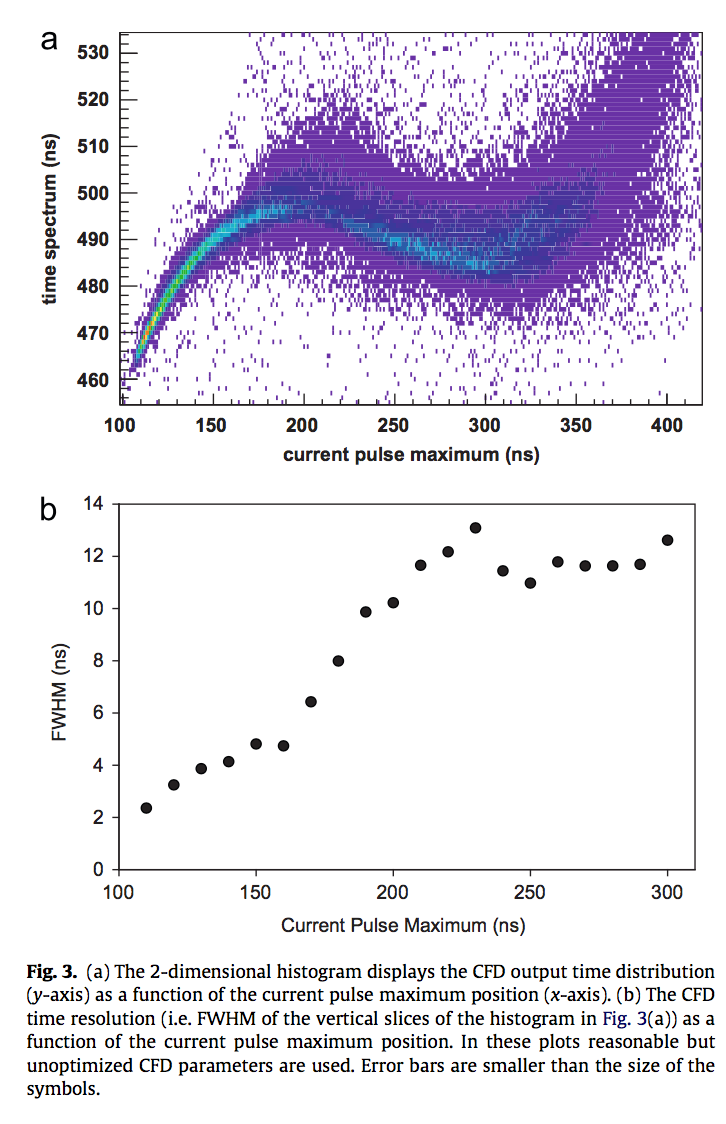 a
530
520
510
500
490
480
470
460
time spectrum (ns)
100 150 200 250 300 350 400
current pulse maximum (ns)
b
14
12
10
8
6
4
2
0
FWHM (ns)
100 150 200 250 300
Current Pulse Maximum (ns)
Fig. 3. (a) The 2-dimensional histogram displays the CFD output time distribution
(y-axis) as a function of the current pulse maximum position (x-axis). (b) The CFD
time resolution (i.e. FWHM of the vertical slices of the histogram in Fig. 3(a)) as a
function of the current pulse maximum position. In these plots reasonable but
unoptimized CFD parameters are used. Error bars are smaller than the size of the
symbols.